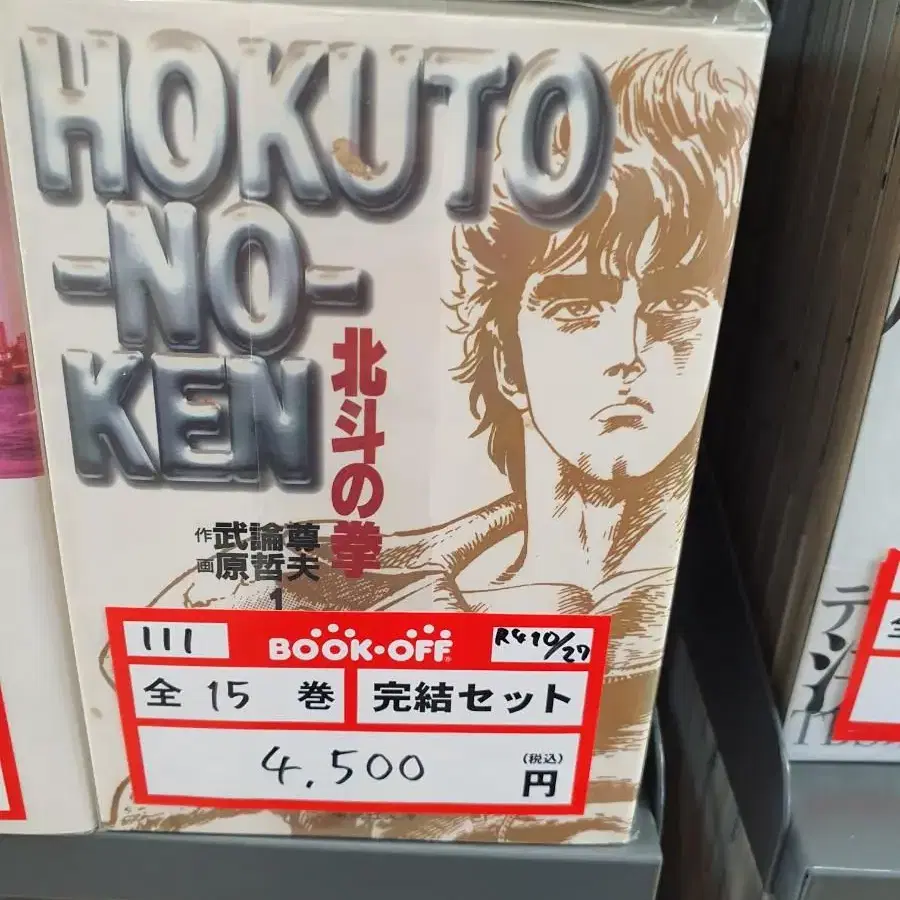 HOKUTO
-NO-
KEN
北斗の拳
作 武論尊
画 原哲夫
1
111
BOOK・OFF®
R4 10/27
全 15 巻
完結セット
4,500
(税込)
円